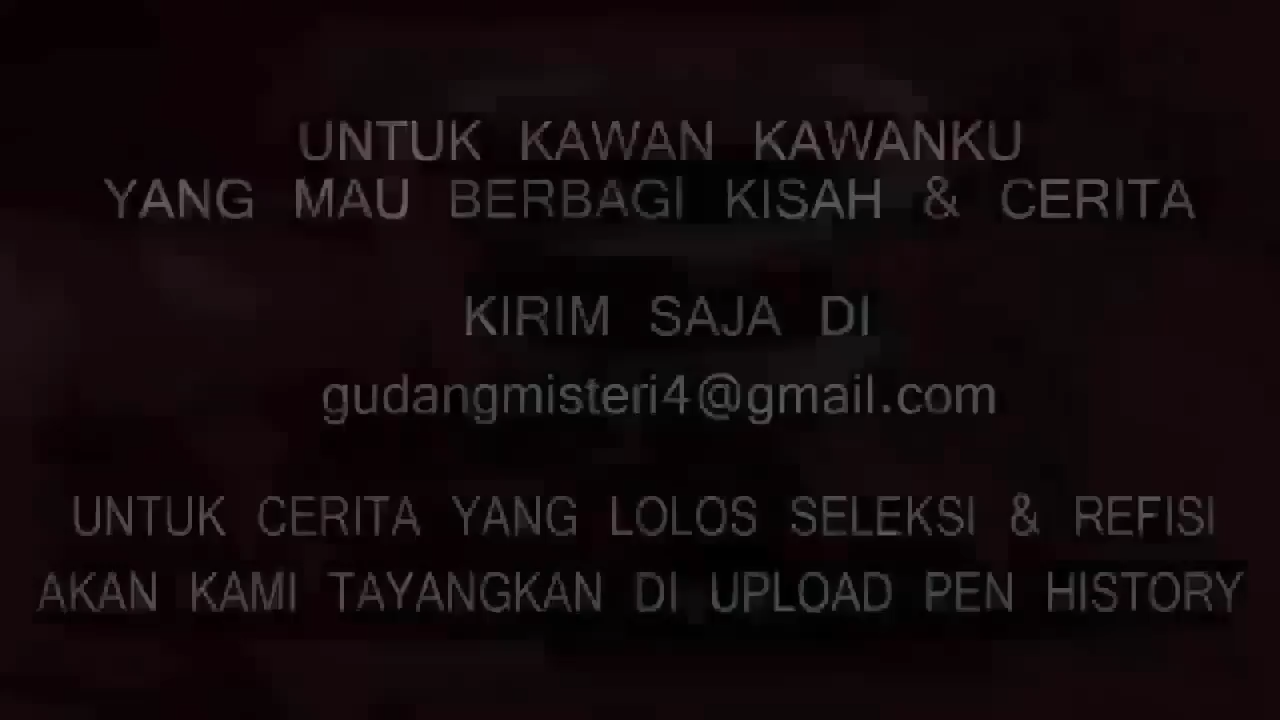 UNTUK KAWAN KAWANKU
YANG MAU BERBAGI KISAH & CERITA
KIRIM SAJA DI
gudangmisteri4@gmail.com
UNTUK CERITA YANG LOLOS SELEKSI & REFISI
AKAN KAMI TAYANGKAN DI UPLOAD PEN HISTORY